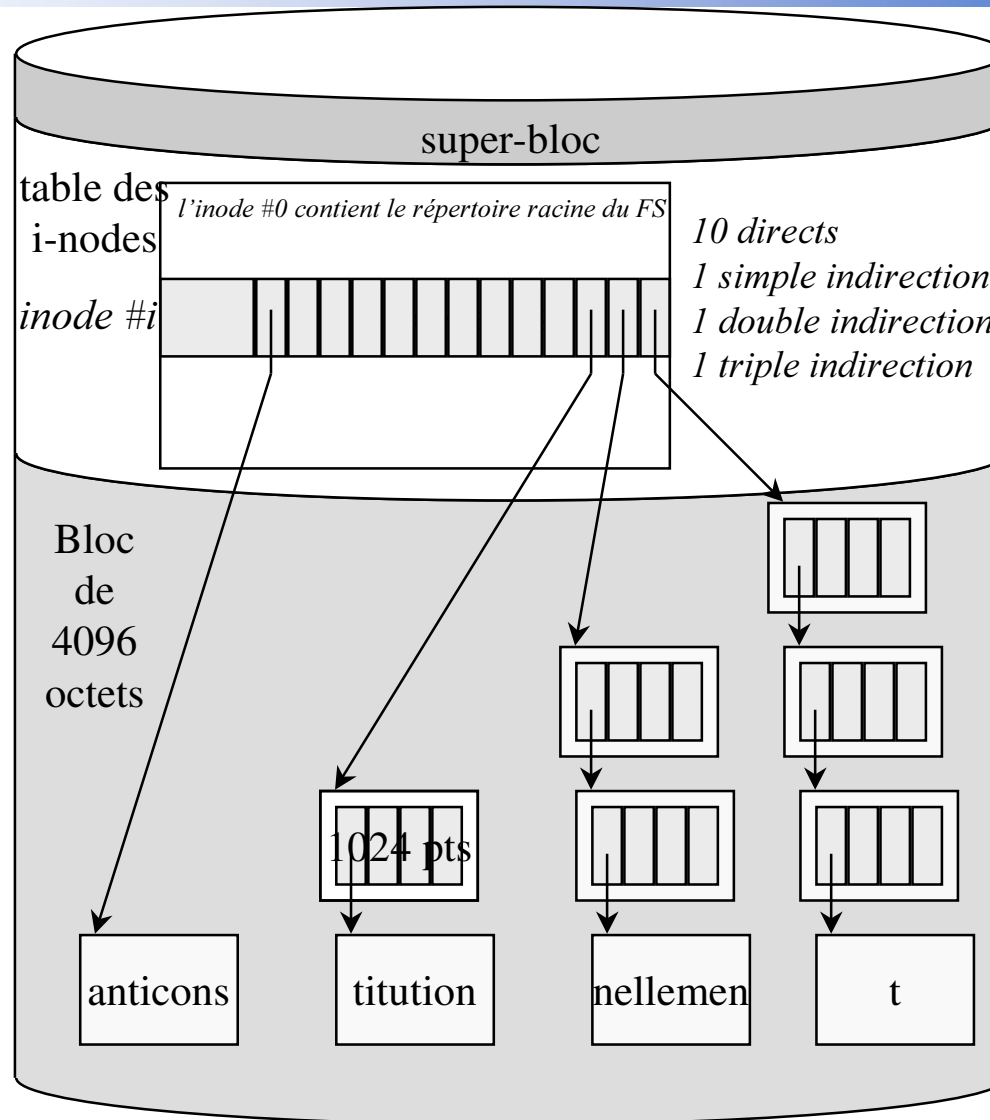 super-bloc
table des
i-nodes
l’inode #0 contient le répertoire racine du FS
inode #i
10 directs
1 simple indirection
1 double indirection
1 triple indirection
Bloc
de
4096
octets
1024 pts
anticons
titution
nellemen
t